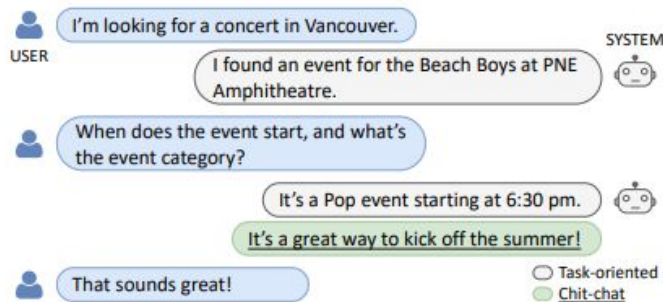 I'm looking for a concert in Vancouver.
USER
SYSTEM
I found an event for the Beach Boys at PNE
Amphitheatre.
When does the event start, and what's
the event category?
It's a Pop event starting at 6:30 pm.
It's a great way to kick off the summer!
That sounds great!
Task-oriented
Chit-chat